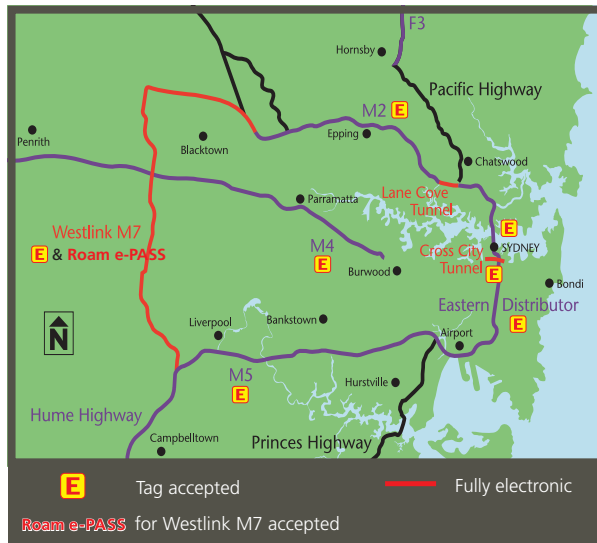 F3
Hornsby
Pacific Highway
M2 E
Penrith
Blacktown
Epping
Chatswood
Lane Cove
Tunnel
Parramatta
Westlink M7
E & Roam e-PASS
M4
E
E
SYDNEY
Cross City
Tunnel
E
Burwood
Bondi
Eastern Distributor
E
N
Liverpool
Bankstown
Airport
M5
E
Hurstville
Hume Highway
Campbelltown
Princes Highway
E Tag accepted
Fully electronic
Roam e-PASS for Westlink M7 accepted